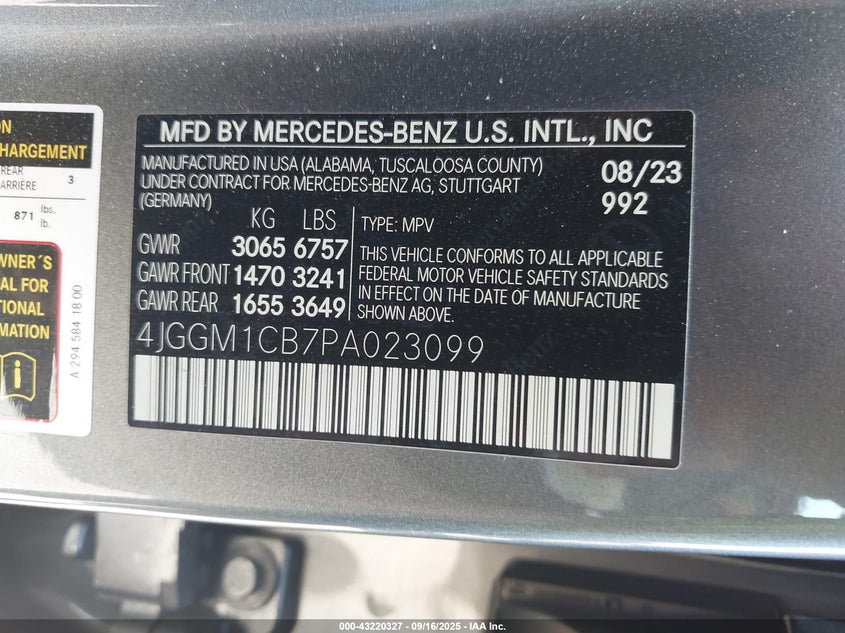 ON
HARGEMENT
REAR
ARRIÈRE 3
871 lbs.
lb.
WNER´S
AL FOR
TIONAL
MATION.
A 294 584 18 00
MFD BY MERCEDES-BENZ U.S. INTL., INC
MANUFACTURED IN USA (ALABAMA, TUSCALOOSA COUNTY)
UNDER CONTRACT FOR MERCEDES-BENZ AG, STUTTGART
(GERMANY)
08/23
992
KG LBS
GVWR 3065 6757
GAWR FRONT 1470 3241
GAWR REAR 1655 3649
TYPE: MPV
THIS VEHICLE CONFORMS TO ALL APPLICABLE
FEDERAL MOTOR VEHICLE SAFETY STANDARDS
IN EFFECT ON THE DATE OF MANUFACTURE
SHOWN ABOVE.
4JGGM1CB7PA023099
000-43220327 - 09/16/2025 - IAA Inc.